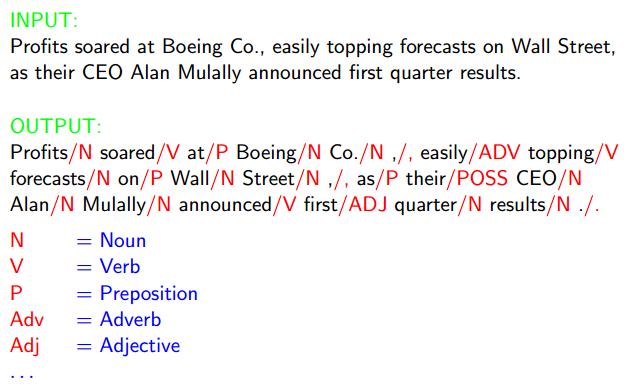 INPUT:
Profits soared at Boeing Co., easily topping forecasts on Wall Street,
as their CEO Alan Mulally announced first quarter results.
OUTPUT:
Profits/N soared/V at/P Boeing/N Co./N ,/, easily/ADV topping/V
forecasts/N on/P Wall/N Street/N ,/, as/P their/POSS CEO/N
Alan/N Mulally/N announced/V first/ADJ quarter/N results/N ./.
N = Noun
V = Verb
P = Preposition
Adv = Adverb
Adj = Adjective
...